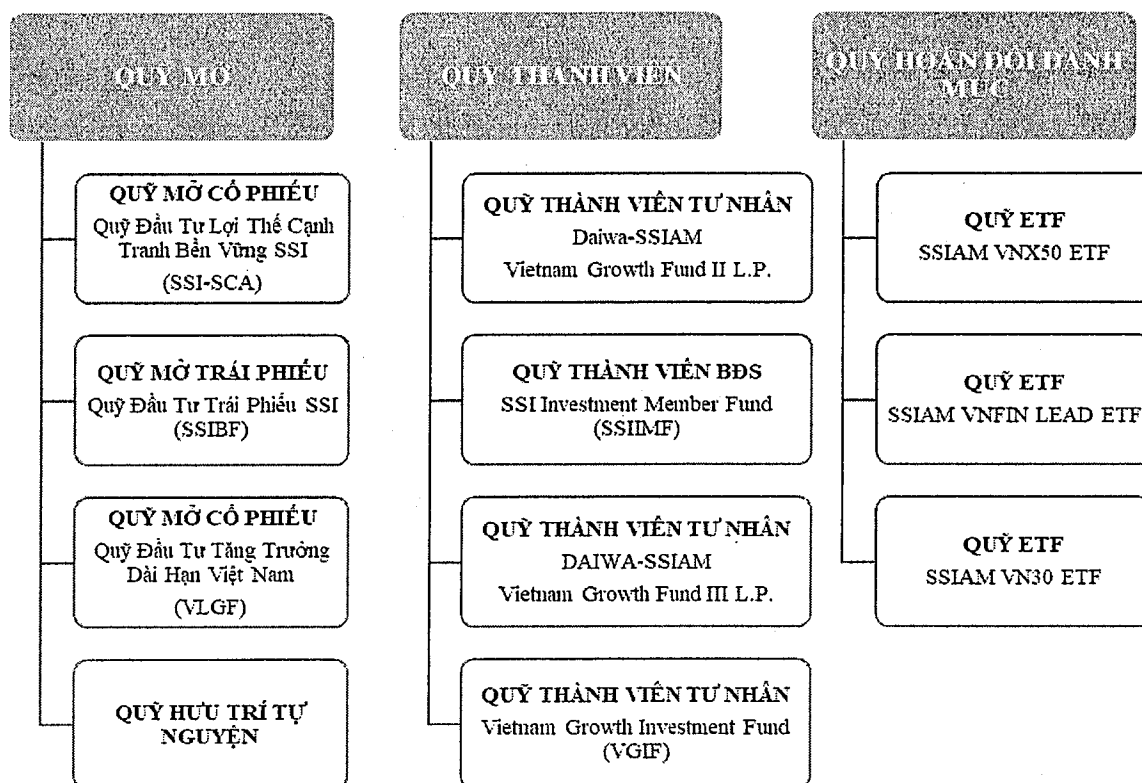 QUỸ MỞ
QUỸ MỞ CỔ PHIẾU
Quỹ Đầu Tư Lợi Thế Cạnh
Tranh Bền Vững SSI
(SSI-SCA)
QUỸ MỞ TRÁI PHIẾU
Quỹ Đầu Tư Trái Phiếu SSI
(SSIBF)
QUỸ MỞ CỔ PHIẾU
Quỹ Đầu Tư Tăng Trưởng
Dài Hạn Việt Nam
(VLGF)
QUỸ HƯU TRÍ TỰ
NGUYỆN
QUỸ THÀNH VIÊN
QUỸ THÀNH VIÊN TƯ NHÂN
Daiwa-SSIAM
Vietnam Growth Fund II L.P.
QUỸ THÀNH VIÊN BĐS
SSI Investment Member Fund
(SSIIMF)
QUỸ THÀNH VIÊN TƯ NHÂN
DAIWA-SSIAM
Vietnam Growth Fund III L.P.
QUỸ THÀNH VIÊN TƯ NHÂN
Vietnam Growth Investment Fund
(VGIF)
QUỸ HOÁN ĐỔI DANH
MỤC
QUỸ ETF
SSIAM VNX50 ETF
QUỸ ETF
SSIAM VNFIN LEAD ETF
QUỸ ETF
SSIAM VN30 ETF